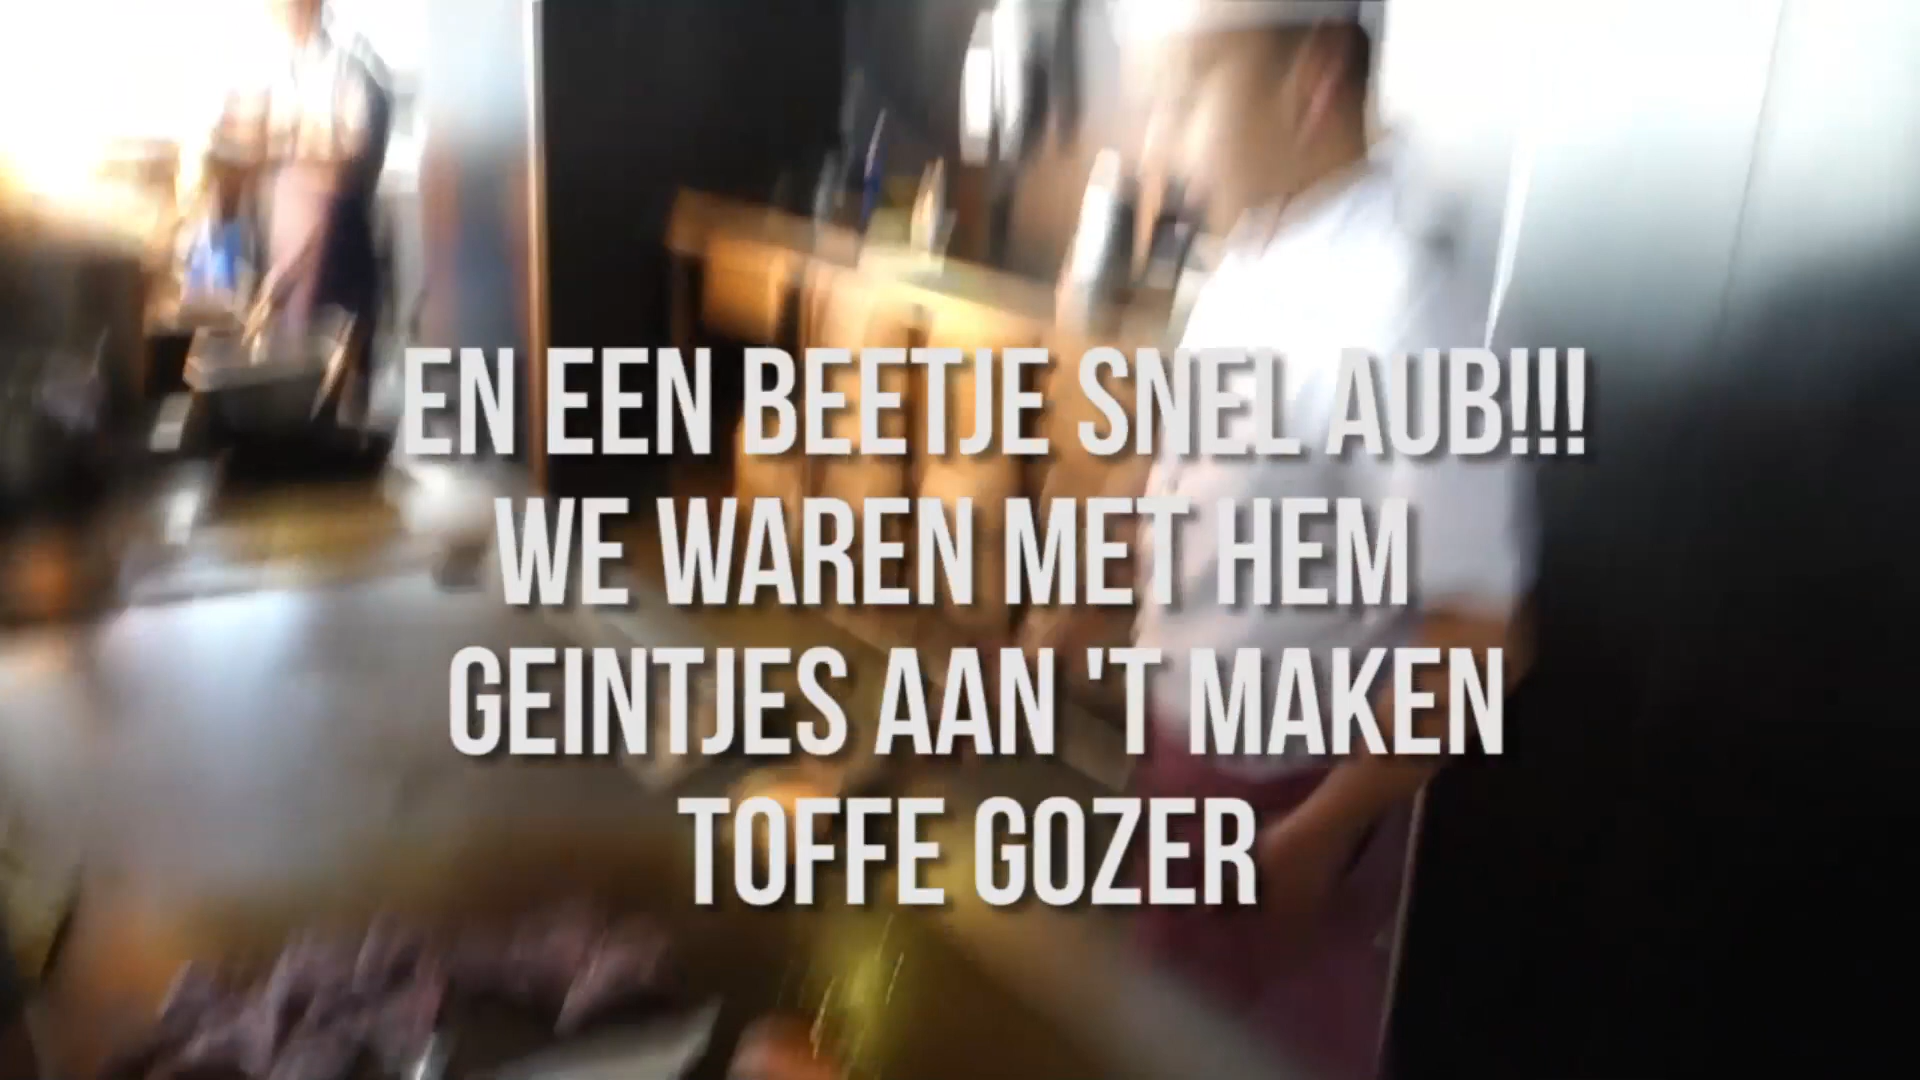 EN EEN BEETJE SNEL AUB!!!
WE WAREN MET HEM
GEINTJES AAN 'T MAKEN
TOFFE GOZER